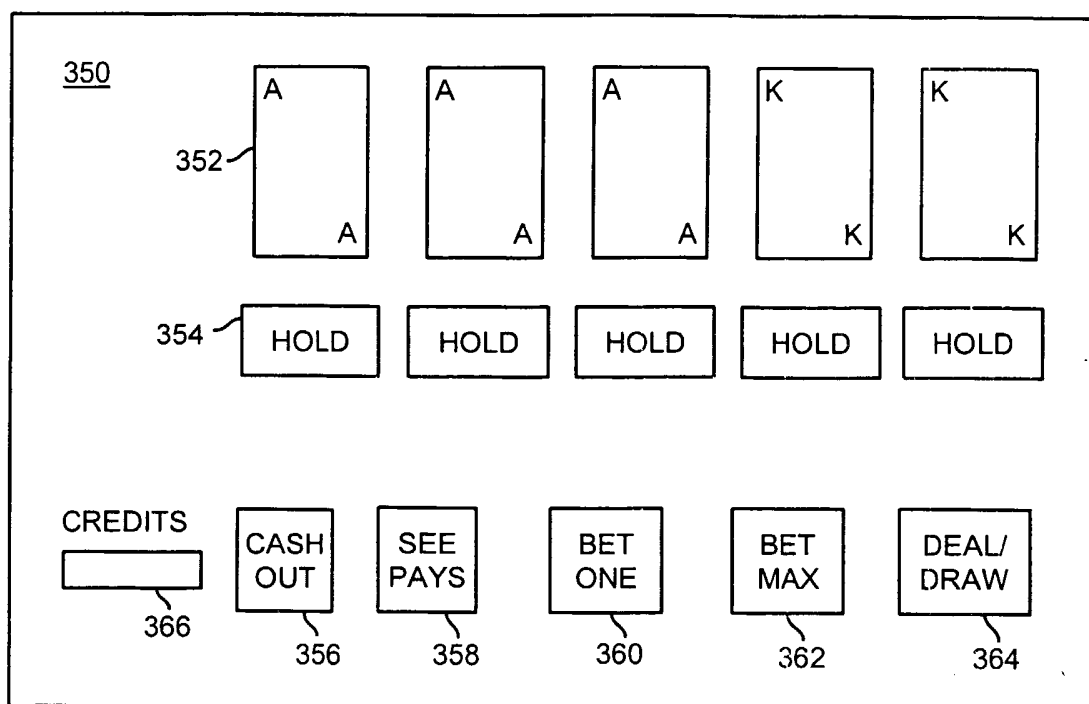 350
A A A K K
352
A A A K K
354
HOLD HOLD HOLD HOLD HOLD
CREDITS
CASH OUT
SEE PAYS
BET ONE
BET MAX
DEAL/ DRAW
366
356 358 360 362 364